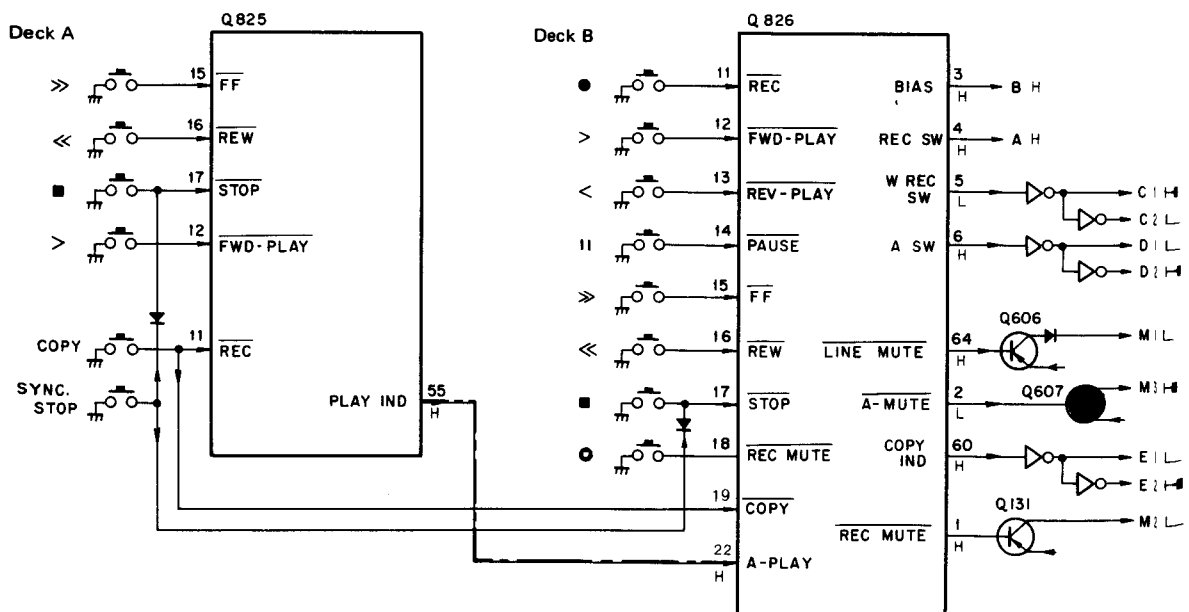 Q825
Q826
Deck A
Deck B
≫ 15 FF
≪ 16 REW
■ 17 STOP
> 12 FWD-PLAY
COPY 11 REC
SYNC. STOP
PLAY IND 55 H
● 11 REC
> 12 FWD-PLAY
< 13 REV-PLAY
II 14 PAUSE
≫ 15 FF
≪ 16 REW
■ 17 STOP
18 REC MUTE
19 COPY
22 H A-PLAY
BIAS 3 H B H
REC SW 4 H A H
W REC SW 5 L C1 H
C2 L
A SW 6 H D1 L
D2 H
Q606
LINE MUTE 64 H M1 L
Q607
A-MUTE 2 L M3 H
COPY IND 60 H E1 L
E2 H
Q131
REC MUTE 1 H M2 L